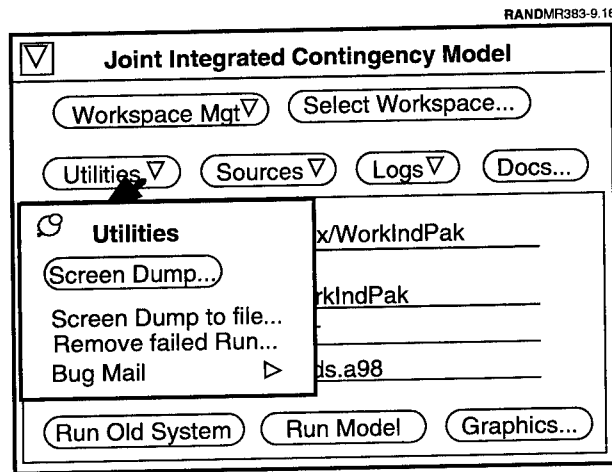 RANDMR383-9.16
Joint Integrated Contingency Model
Workspace Mgt Select Workspace...
Utilities Sources Logs Docs...
Utilities
Screen Dump...
Screen Dump to file...
Remove failed Run...
Bug Mail
x/WorkIndPak
rkIndPak
ds.a98
Run Old System Run Model Graphics...